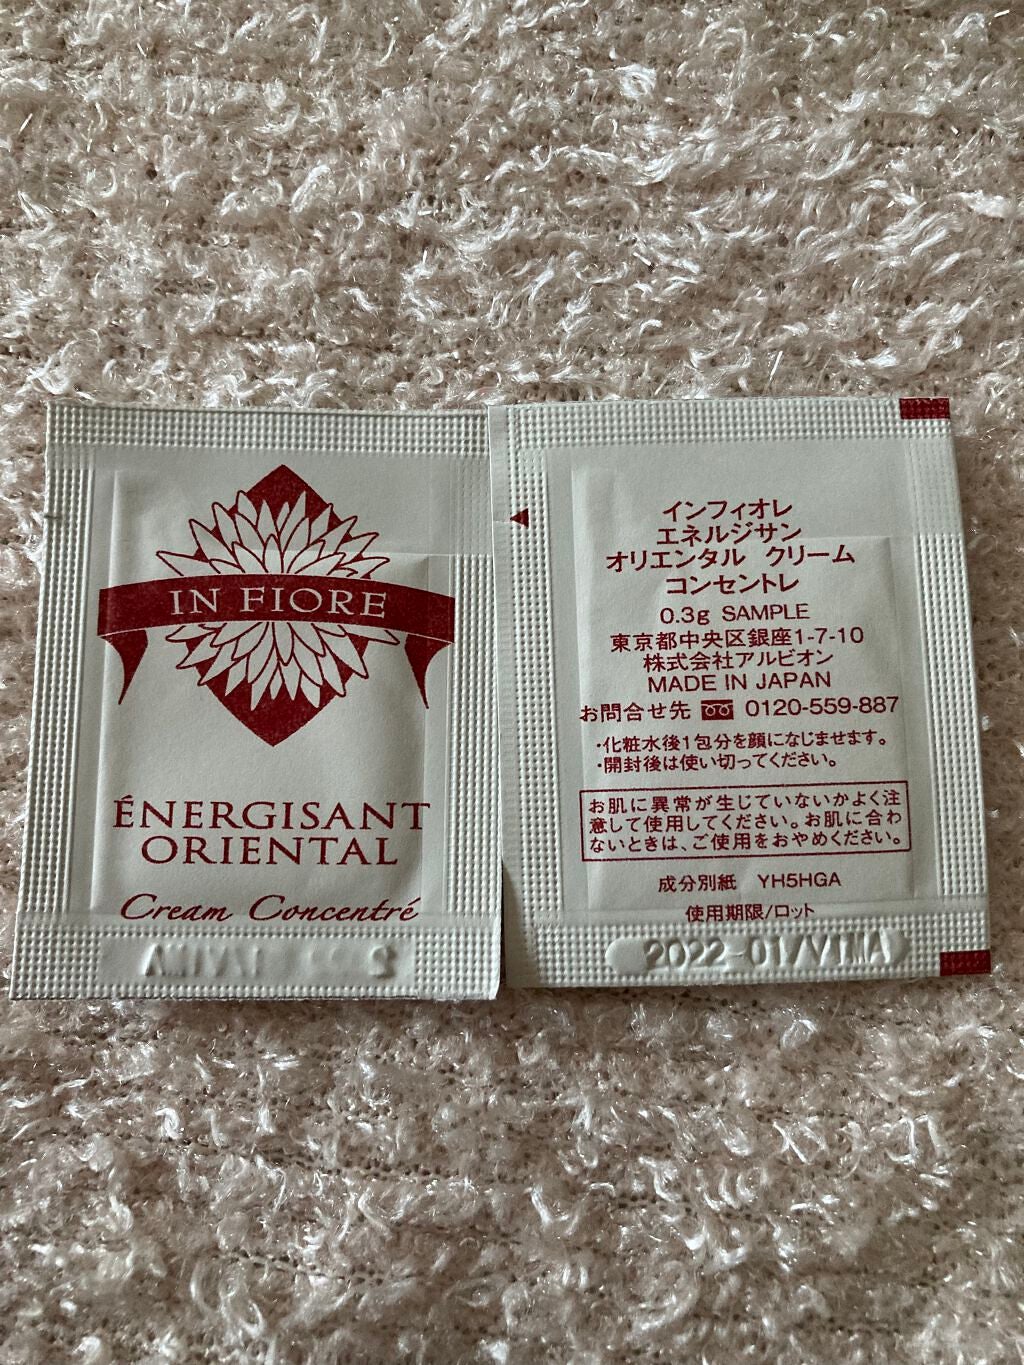 IN FIORE
ÉNERGISANT
ORIENTAL
Cream Concentré
インフィオレ
エネルジサン
オリエンタル クリーム
コンセントレ
0.3g SAMPLE
東京都中央区銀座1-7-10
株式会社アルビオン
MADE IN JAPAN
お問合せ先 0120-559-887
・化粧水後1包分を顔になじませます。
・開封後は使い切ってください。
お肌に異常が生じていないかよく注
意して使用してください。お肌に合わ
ないときは、ご使用をおやめください。
成分別紙 YH5HGA
使用期限/ロット
2022-01/V1MA